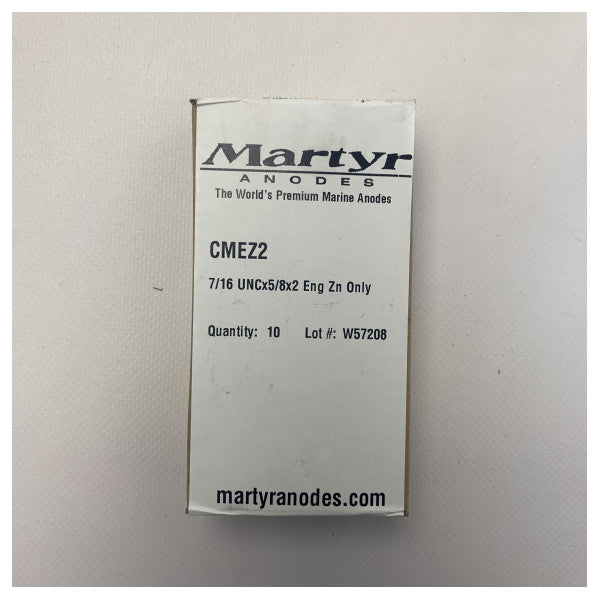 Martyr
ANODES
The World's Premium Marine Anodes
CMEZ2
7/16 UNCx5/8x2 Eng Zn Only
Quantity: 10 Lot #: W57208
martyranodes.com